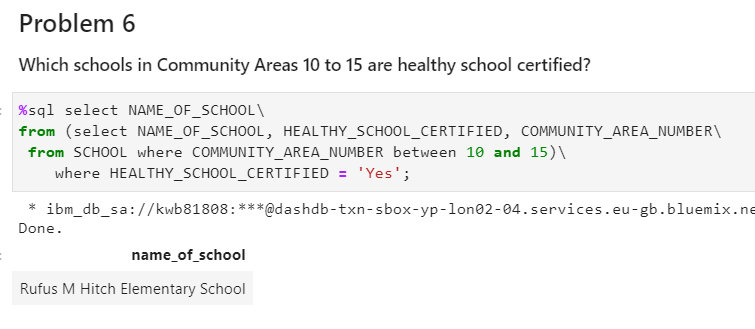 Problem 6
Which schools in Community Areas 10 to 15 are healthy school certified?
%sql select NAME_OF_SCHOOL\
from (select NAME_OF_SCHOOL, HEALTHY_SCHOOL_CERTIFIED, COMMUNITY_AREA_NUMBER\
from SCHOOL where COMMUNITY_AREA_NUMBER between 10 and 15)\
where HEALTHY_SCHOOL_CERTIFIED = 'Yes';
* ibm_db_sa://kwb81808:***@dashdb-txn-sbox-yp-lon02-04.services.eu-gb.bluemix.ne
Done.
name_of_school
Rufus M Hitch Elementary School